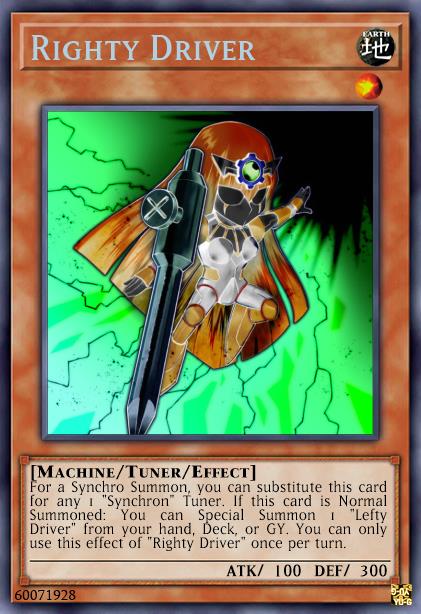 Righty Driver
EARTH
地
[Machine/Tuner/Effect]
For a Synchro Summon, you can substitute this card
for any 1 "Synchron" Tuner. If this card is Normal
Summoned: You can Special Summon 1 "Lefty
Driver" from your hand, Deck, or GY. You can only
use this effect of "Righty Driver" once per turn.
ATK/ 100 DEF/ 300
60071928